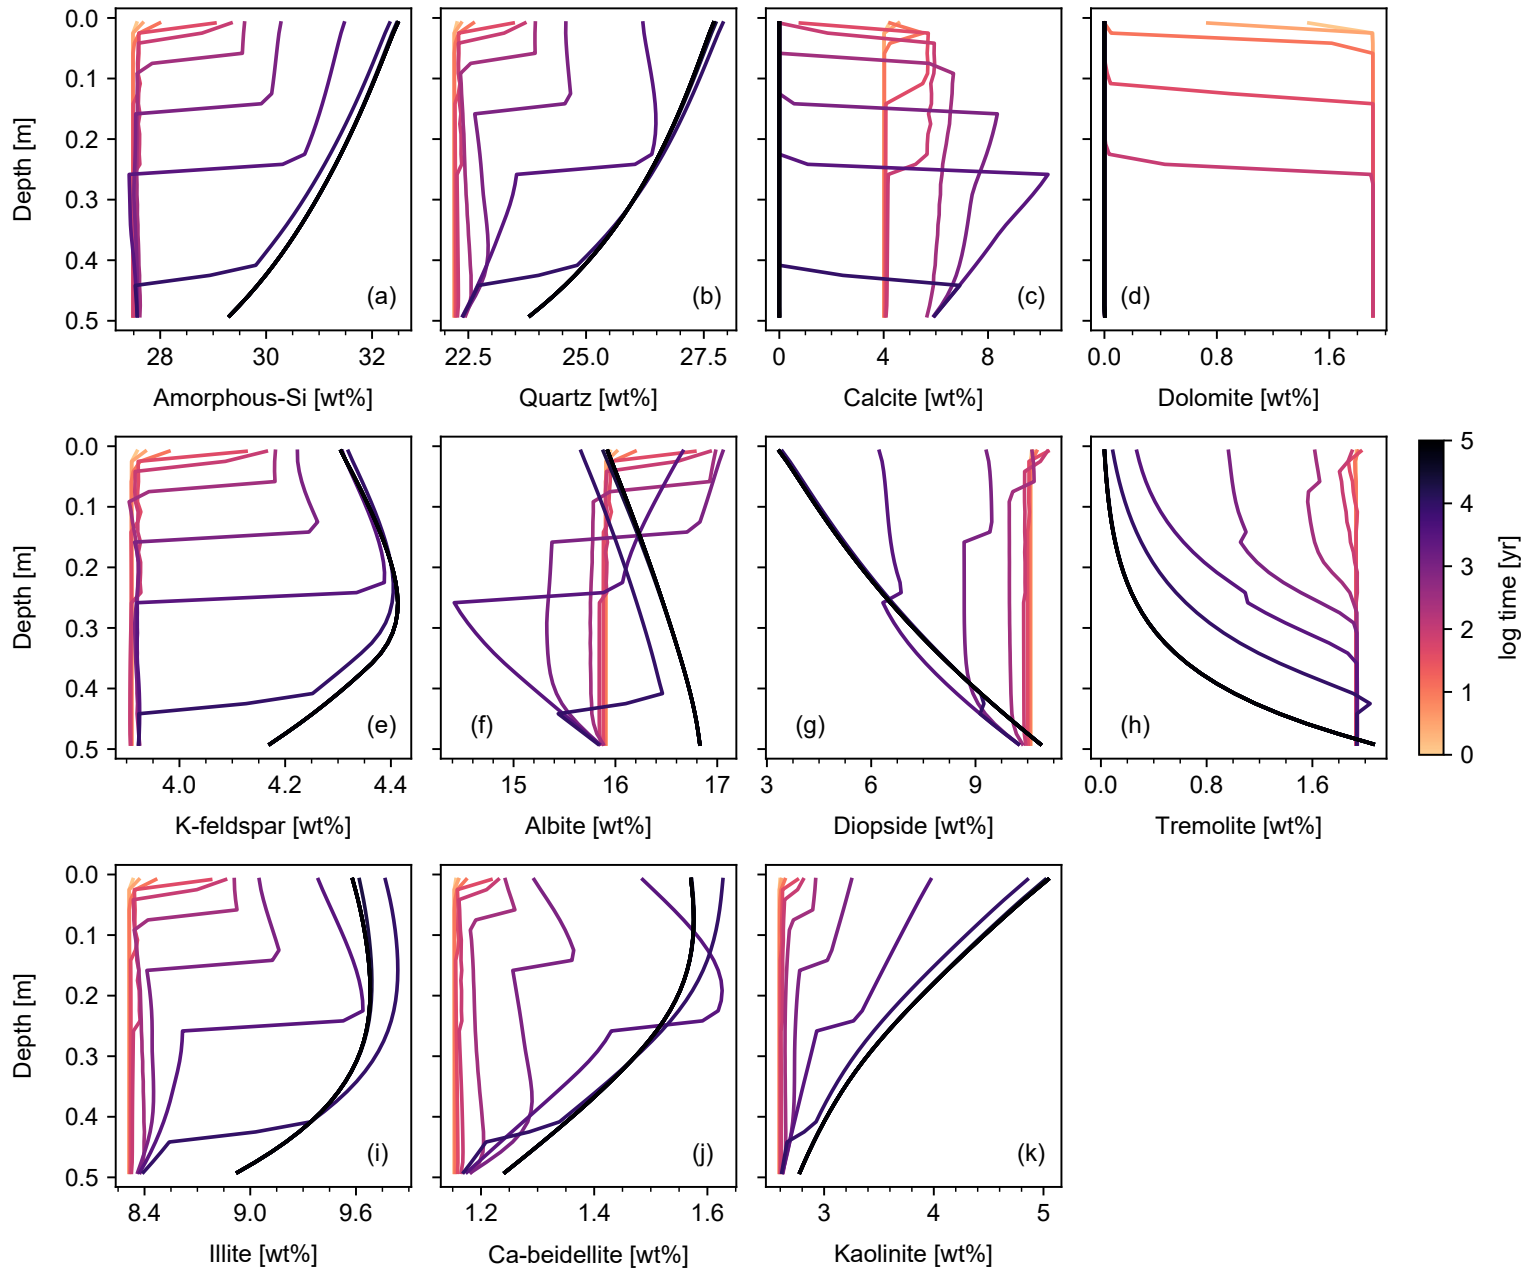 0.0
0.1
0.2
0.3
0.4
0.5
Depth [m]
(a)
(b)
(c)
(d)
28
30
32
22.5
25.0
27.5
0
4
8
0.0
0.8
1.6
Amorphous-Si [wt%]
Quartz [wt%]
Calcite [wt%]
Dolomite [wt%]
0.0
0.1
0.2
0.3
0.4
0.5
Depth [m]
(e)
(f)
(g)
(h)
4.0
4.2
4.4
15
16
17
3
6
9
0.0
0.8
1.6
K-feldspar [wt%]
Albite [wt%]
Diopside [wt%]
Tremolite [wt%]
5
4
3
2
1
0
log time [yr]
0.0
0.1
0.2
0.3
0.4
0.5
Depth [m]
(i)
(j)
(k)
8.4
9.0
9.6
1.2
1.4
1.6
3
4
5
Illite [wt%]
Ca-beidellite [wt%]
Kaolinite [wt%]